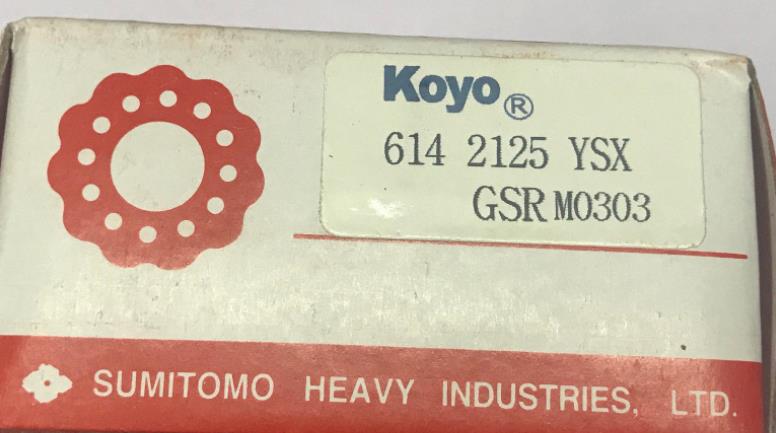 Koyo®
614 2125 YSX
GSR M0303
SUMITOMO HEAVY INDUSTRIES, LTD.